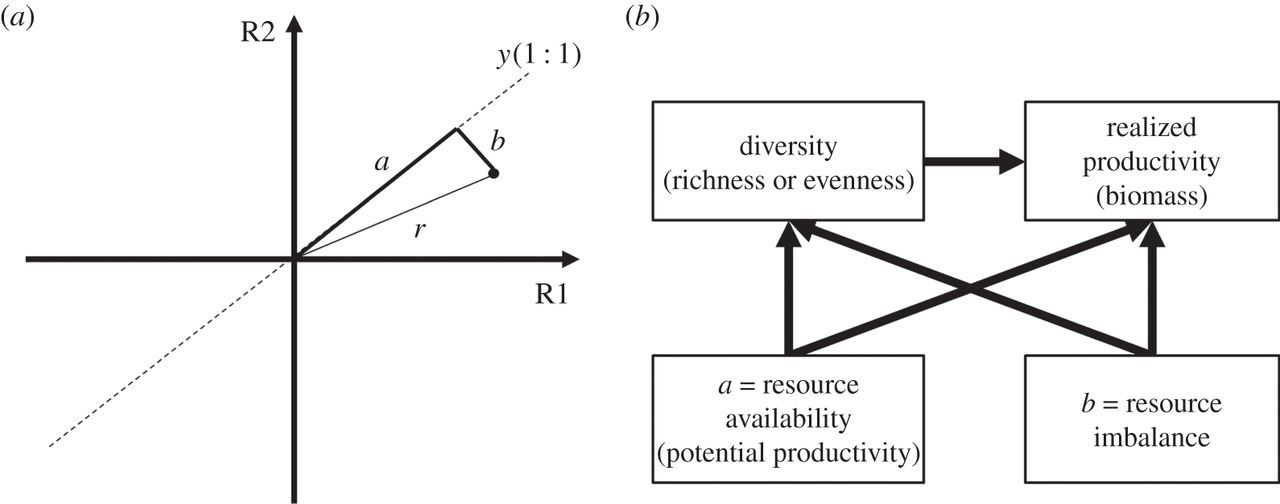 (a)
R2
y(1 : 1)
a
b
r
R1
(b)
diversity
(richness or evenness)
realized
productivity
(biomass)
a = resource
availability
(potential productivity)
b = resource
imbalance